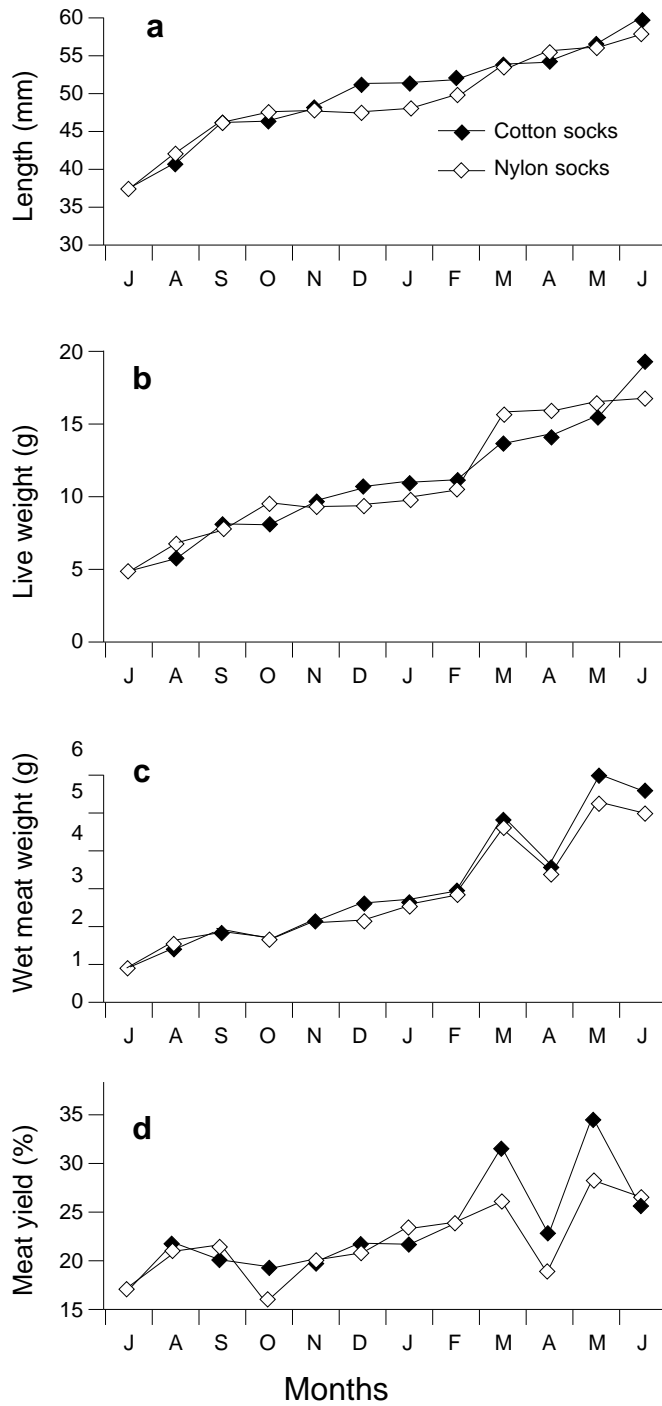 a
Length (mm)
60
55
50
45
40
35
30
Cotton socks
Nylon socks
J A S O N D J F M A M J
b
Live weight (g)
20
15
10
5
0
J A S O N D J F M A M J
c
Wet meat weight (g)
6
5
4
3
2
1
0
J A S O N D J F M A M J
d
Meat yield (%)
35
30
25
20
15
J A S O N D J F M A M J
Months